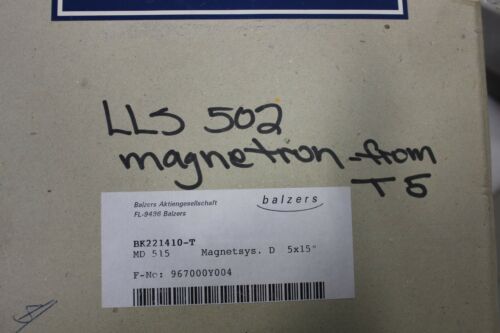 LLS 502
magnetron-from
T5
Balzers Aktiengesellschaft
FL-9496 Balzers
balzers
BK221410-T
MD 515 Magnetsys. D 5x15"
F-No: 967000Y004